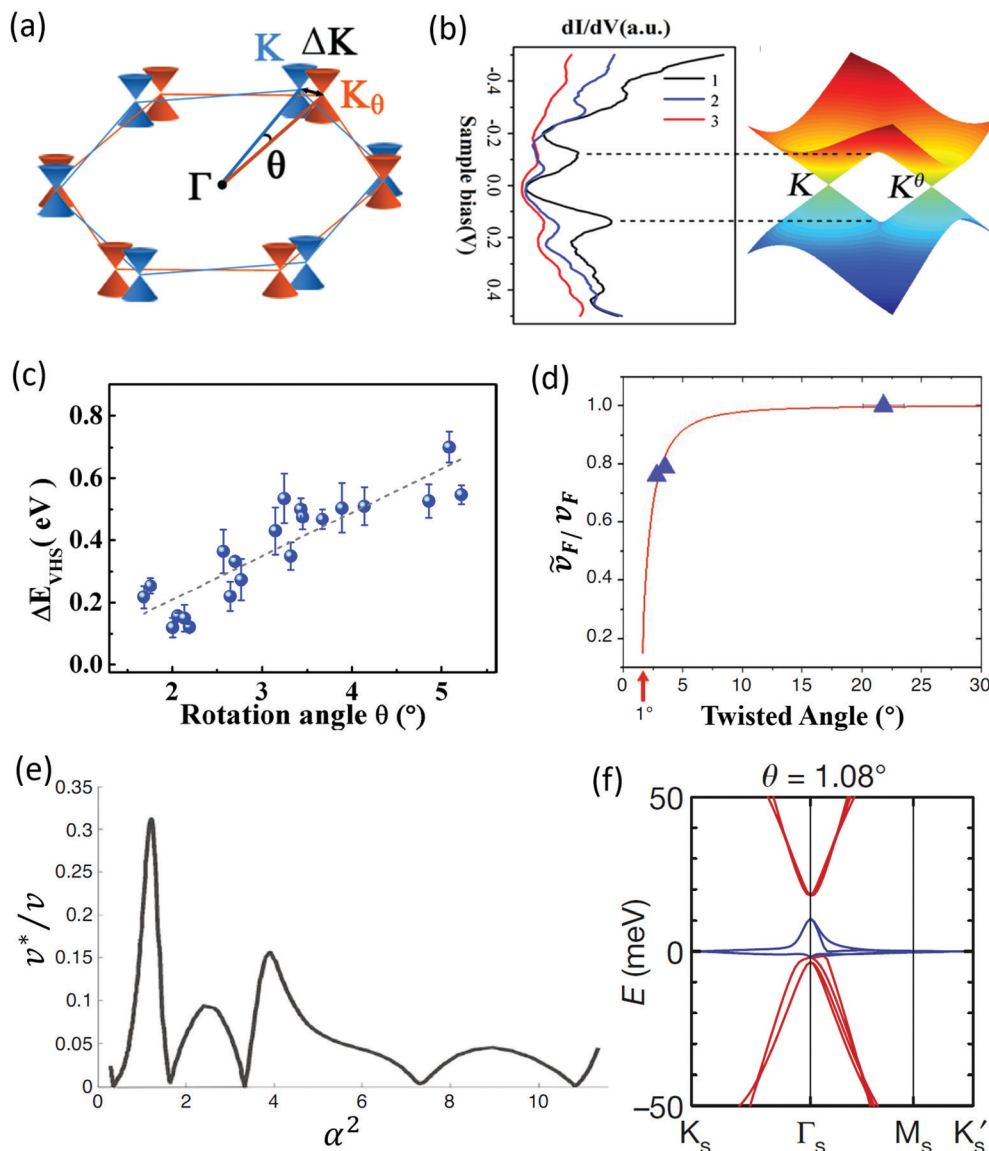 (a)
K
ΔK
K_θ
θ
Γ
(b)
dI/dV(a.u.)
Sample bias(V)
-0.4
-0.2
0.0
0.2
0.4
1
2
3
K
K^θ
(c)
ΔE_VHS( eV)
0.8
0.6
0.4
0.2
0.0
2 3 4 5
Rotation angle θ (°)
(d)
ṽ_F/ v_F
1.0
0.8
0.6
0.4
0.2
0 5 10 15 20 25 30
1°
Twisted Angle (°)
(e)
v*/v
0.35
0.3
0.25
0.2
0.15
0.1
0.05
0
0 2 4 6 8 10
α²
(f)
θ = 1.08°
E (meV)
50
0
−50
K_s Γ_s M_s K_s′